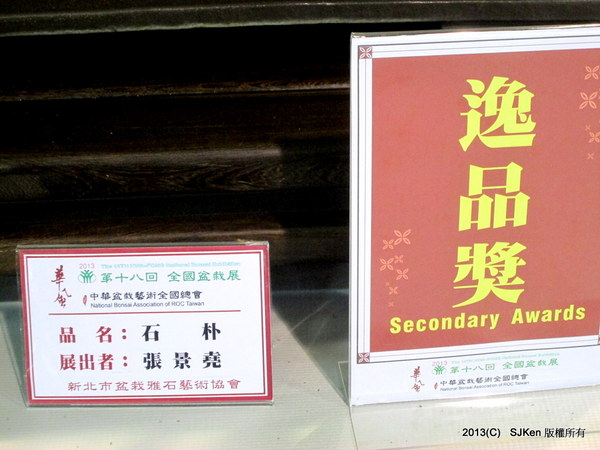 2013
第十八回 全國盆栽展
華風
中華盆栽藝術全國總會
National Bonsai Association of ROC Taiwan
品 名：石 朴
展出者：張景堯
新北市盆栽雅石藝術協會
逸品獎
Secondary Awards
2013
第十八回 全國盆栽展
華風
中華盆栽藝術全國總會
National Bonsai Association of ROC Taiwan
2013(C) SJKen 版權所有